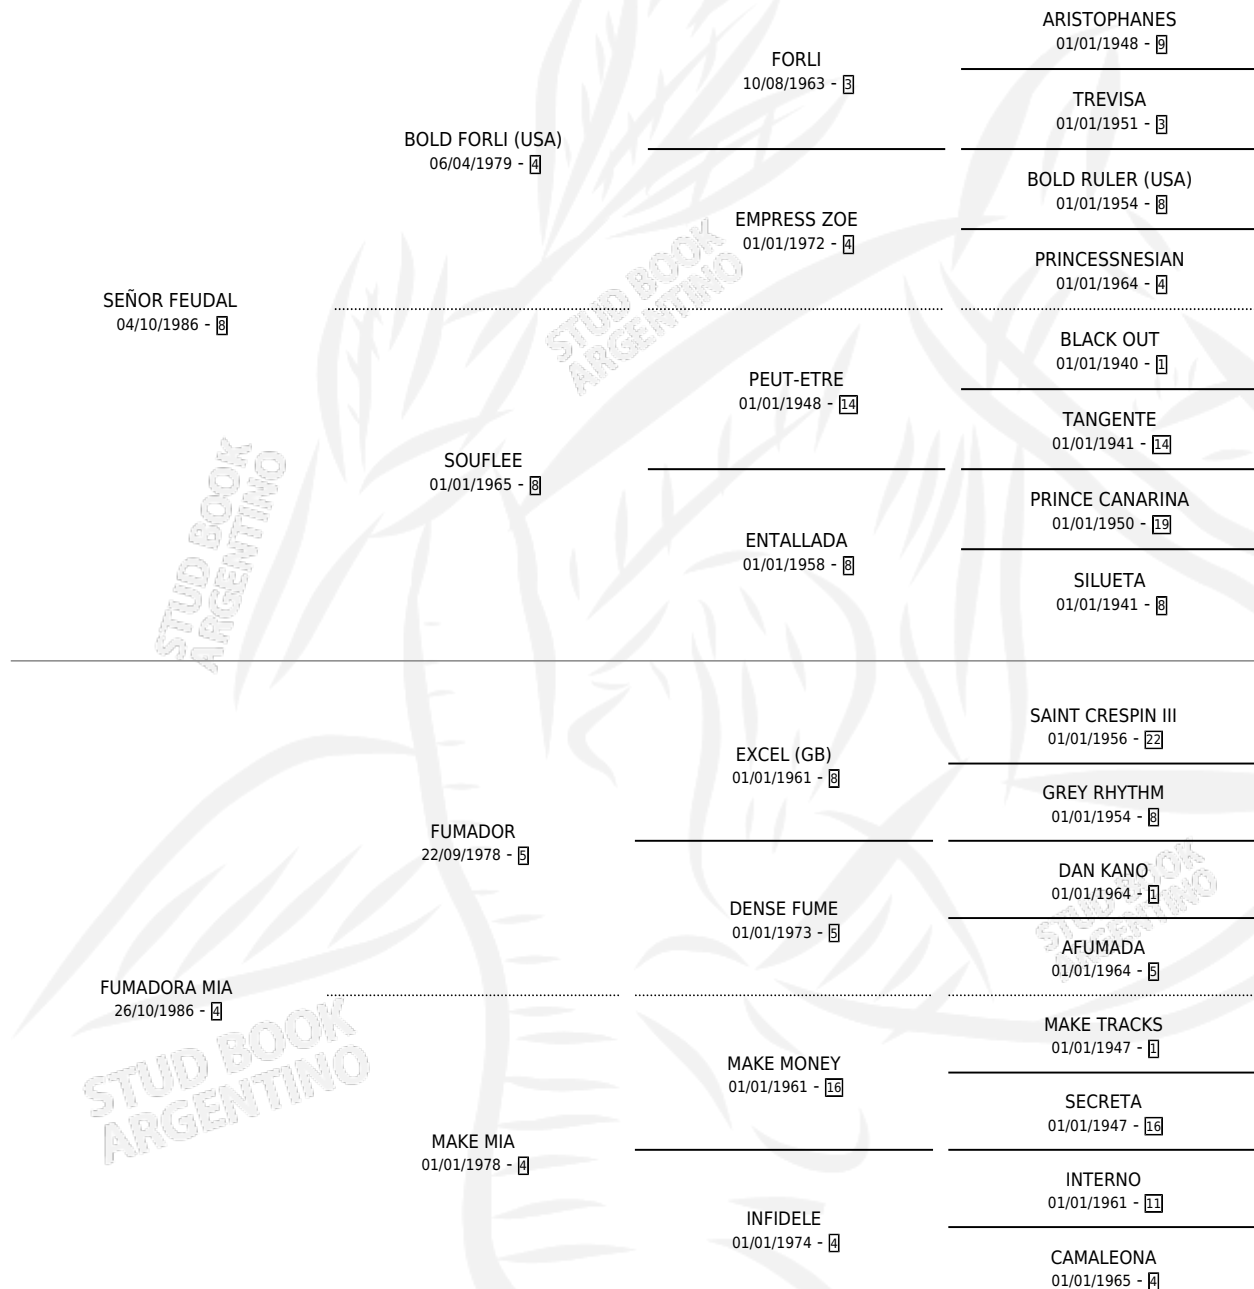 ARISTOPHANES
01/01/1948 - 9
FORLI
10/08/1963 - 3
TREVISA
01/01/1951 - 3
BOLD FORLI (USA)
06/04/1979 - 4
BOLD RULER (USA)
01/01/1954 - 8
EMPRESS ZOE
01/01/1972 - 4
PRINCESSNESIAN
01/01/1964 - 4
SEÑOR FEUDAL
04/10/1986 - 8
BLACK OUT
01/01/1940 - 1
PEUT-ETRE
01/01/1948 - 14
TANGENTE
01/01/1941 - 14
SOUFLEE
01/01/1965 - 8
PRINCE CANARINA
01/01/1950 - 19
ENTALLADA
01/01/1958 - 8
SILUETA
01/01/1941 - 8
STUD BOOK
ARGENTINO
STUD BOOK
ARGENTINO
SAINT CRESPIN III
01/01/1956 - 22
EXCEL (GB)
01/01/1961 - 8
GREY RHYTHM
01/01/1954 - 8
FUMADOR
22/09/1978 - 5
DAN KANO
01/01/1964 - 1
DENSE FUME
01/01/1973 - 5
AFUMADA
01/01/1964 - 5
FUMADORA MIA
26/10/1986 - 4
MAKE TRACKS
01/01/1947 - 1
MAKE MONEY
01/01/1961 - 16
SECRETA
01/01/1947 - 16
MAKE MIA
01/01/1978 - 4
INTERNO
01/01/1961 - 11
INFIDELE
01/01/1974 - 4
CAMALEONA
01/01/1965 - 4
STUD BOOK
ARGENTINO
STUD BOOK
ARGENTINO